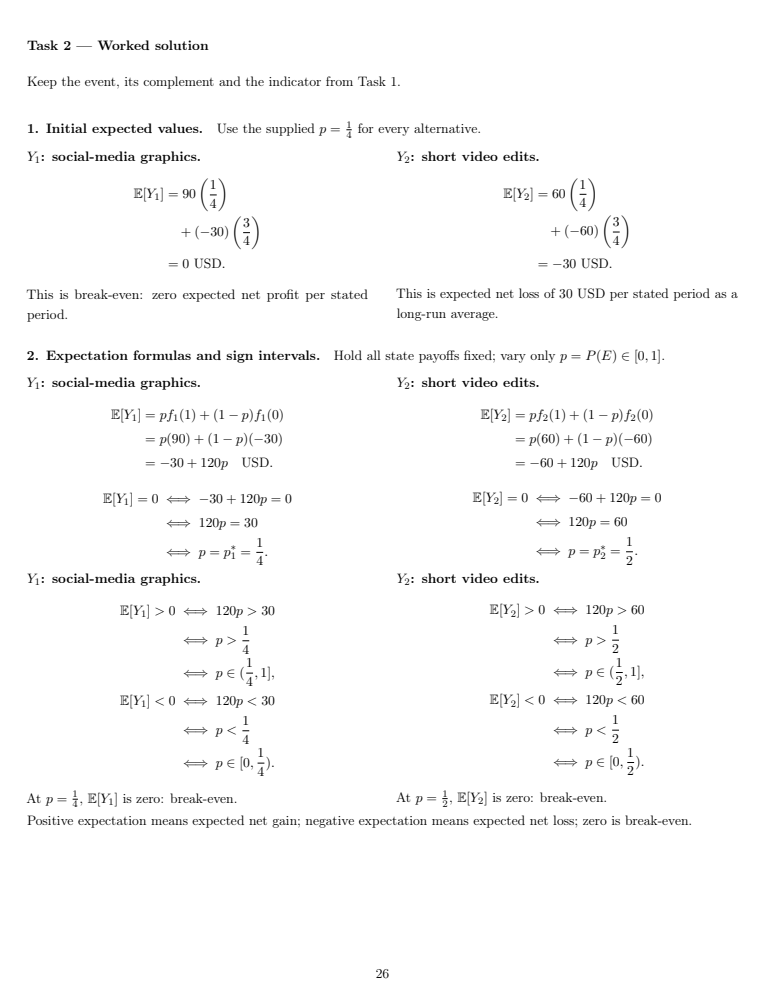 Task 2 — Worked solution
Keep the event, its complement and the indicator from Task 1.
1. Initial expected values. Use the supplied p = 1/4 for every alternative.
Y₁: social-media graphics.
𝔼[Y₁] = 90 (1/4)
+ (−30) (3/4)
= 0 USD.
This is break-even: zero expected net profit per stated
period.
Y₂: short video edits.
𝔼[Y₂] = 60 (1/4)
+ (−60) (3/4)
= −30 USD.
This is expected net loss of 30 USD per stated period as a
long-run average.
2. Expectation formulas and sign intervals. Hold all state payoffs fixed; vary only p = P(E) ∈ [0, 1].
Y₁: social-media graphics.
𝔼[Y₁] = pf₁(1) + (1 − p)f₁(0)
= p(90) + (1 − p)(−30)
= −30 + 120p USD.
𝔼[Y₁] = 0 ⟺ −30 + 120p = 0
⟺ 120p = 30
⟺ p = p₁* = 1/4.
Y₂: short video edits.
𝔼[Y₂] = pf₂(1) + (1 − p)f₂(0)
= p(60) + (1 − p)(−60)
= −60 + 120p USD.
𝔼[Y₂] = 0 ⟺ −60 + 120p = 0
⟺ 120p = 60
⟺ p = p₂* = 1/2.
Y₁: social-media graphics.
𝔼[Y₁] > 0 ⟺ 120p > 30
⟺ p > 1/4
⟺ p ∈ (1/4, 1],
𝔼[Y₁] < 0 ⟺ 120p < 30
⟺ p < 1/4
⟺ p ∈ [0, 1/4).
At p = 1/4, 𝔼[Y₁] is zero: break-even.
Y₂: short video edits.
𝔼[Y₂] > 0 ⟺ 120p > 60
⟺ p > 1/2
⟺ p ∈ (1/2, 1],
𝔼[Y₂] < 0 ⟺ 120p < 60
⟺ p < 1/2
⟺ p ∈ [0, 1/2).
At p = 1/2, 𝔼[Y₂] is zero: break-even.
Positive expectation means expected net gain; negative expectation means expected net loss; zero is break-even.
26